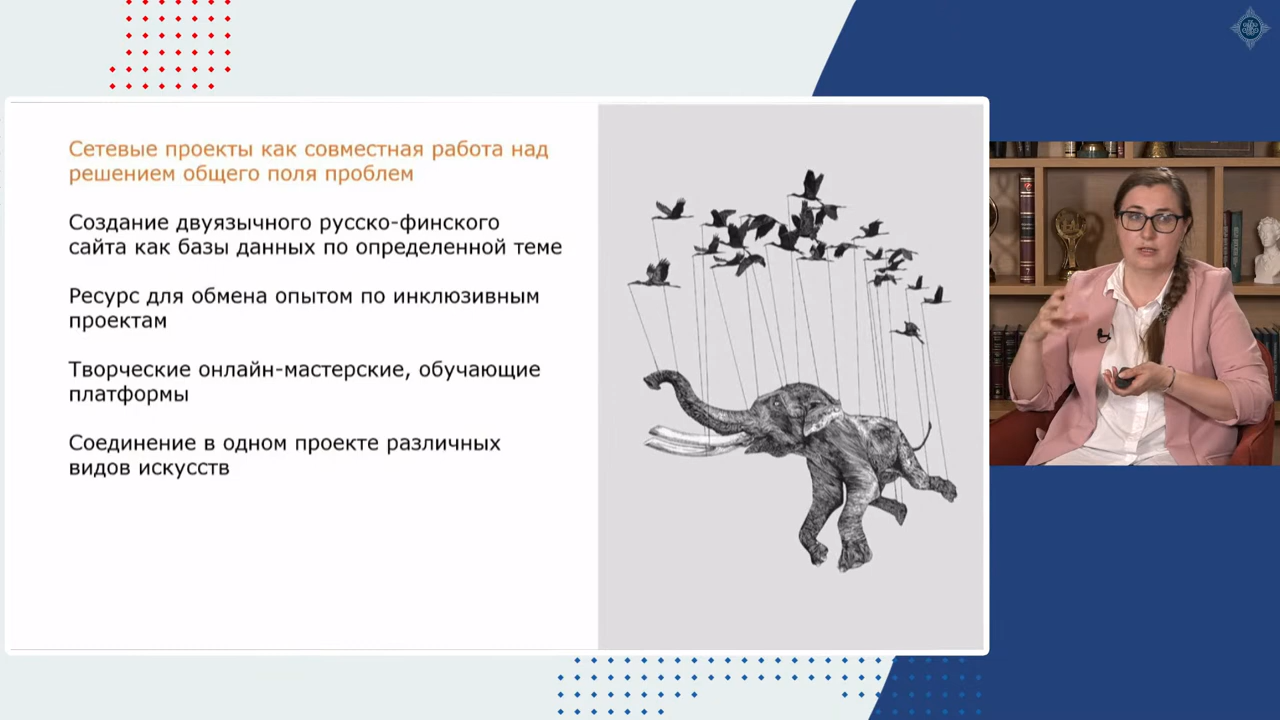 Сетевые проекты как совместная работа над
решением общего поля проблем
Создание двуязычного русско-финского
сайта как базы данных по определенной теме
Ресурс для обмена опытом по инклюзивным
проектам
Творческие онлайн-мастерские, обучающие
платформы
Соединение в одном проекте различных
видов искусств